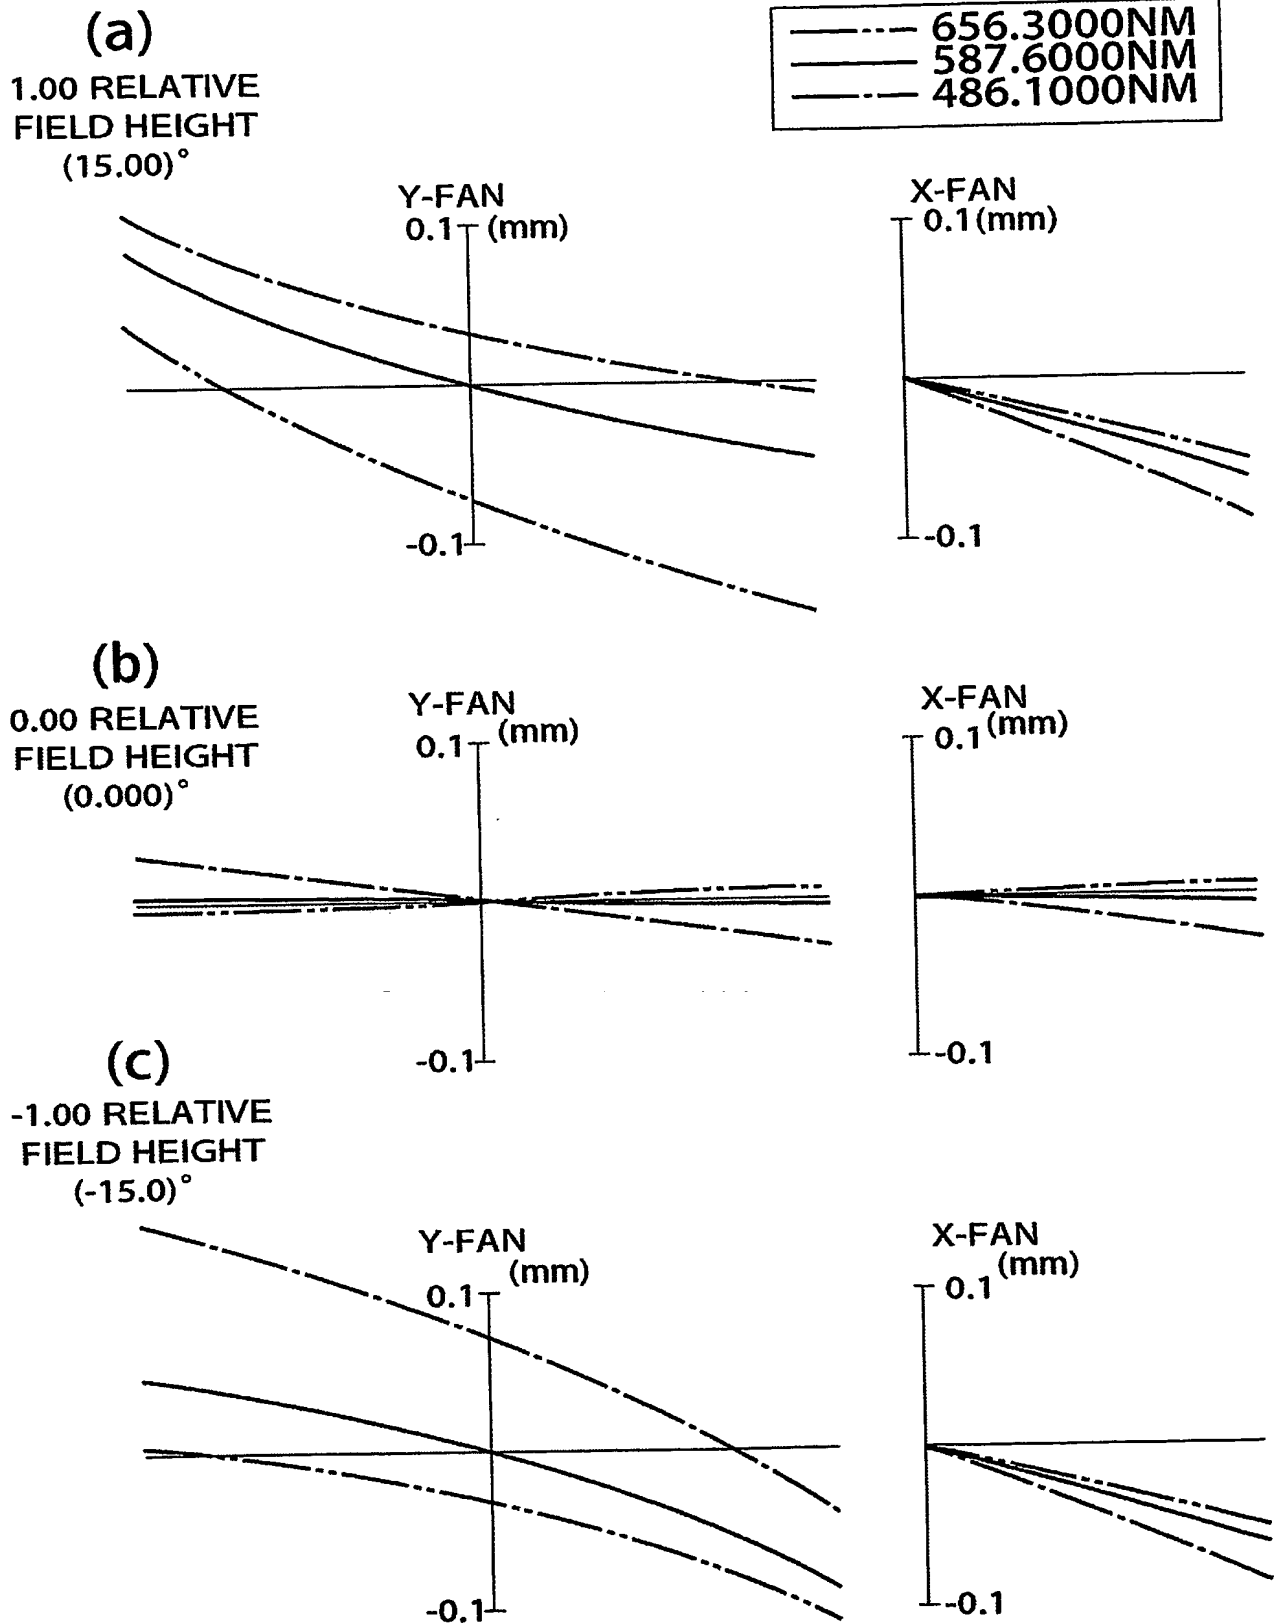 (a)
1.00 RELATIVE
FIELD HEIGHT
(15.00)°
656.3000NM
587.6000NM
486.1000NM
Y-FAN
0.1 (mm)
-0.1
X-FAN
0.1(mm)
-0.1
(b)
0.00 RELATIVE
FIELD HEIGHT
(0.000)°
Y-FAN
0.1 (mm)
-0.1
X-FAN
0.1 (mm)
-0.1
(c)
-1.00 RELATIVE
FIELD HEIGHT
(-15.0)°
Y-FAN
0.1 (mm)
-0.1
X-FAN
0.1 (mm)
-0.1